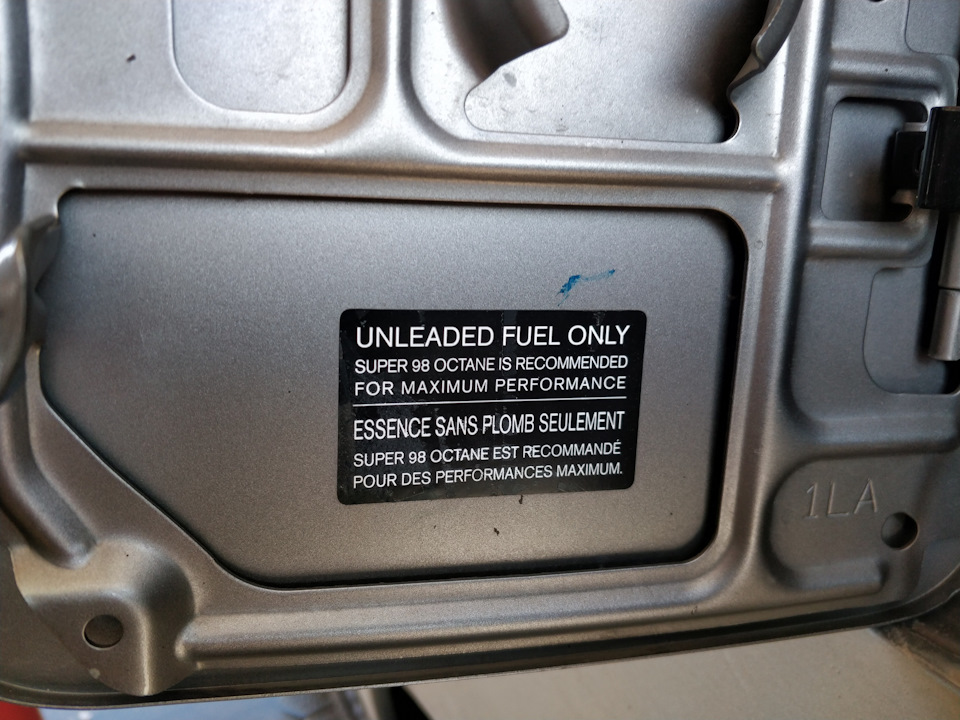 UNLEADED FUEL ONLY
SUPER 98 OCTANE IS RECOMMENDED
FOR MAXIMUM PERFORMANCE
ESSENCE SANS PLOMB SEULEMENT
SUPER 98 OCTANE EST RECOMMANDÉ
POUR DES PERFORMANCES MAXIMUM.
1LA